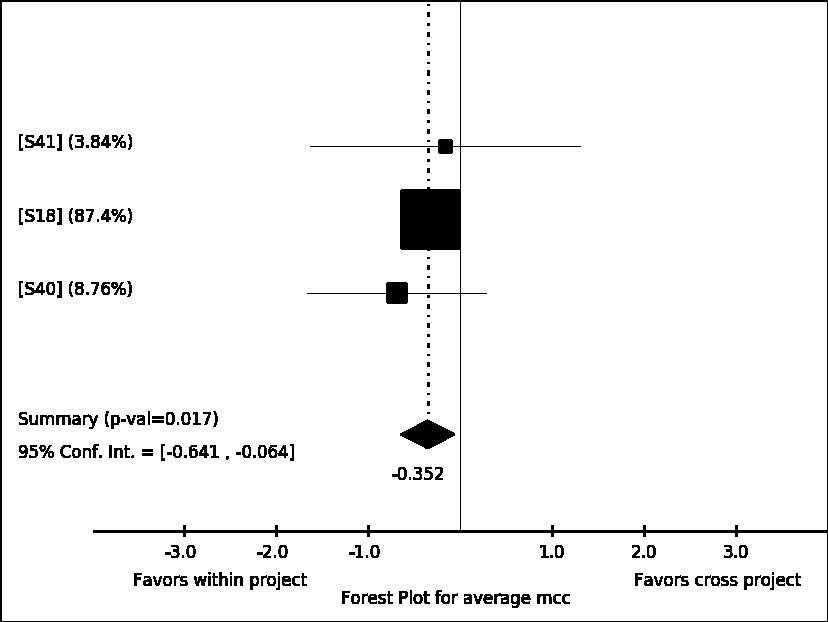 [S41] (3.84%)
[S18] (87.4%)
[S40] (8.76%)
Summary (p-val=0.017)
95% Conf. Int. = [-0.641 , -0.064]
-0.352
-3.0 -2.0 -1.0 1.0 2.0 3.0
Favors within project Favors cross project
Forest Plot for average mcc